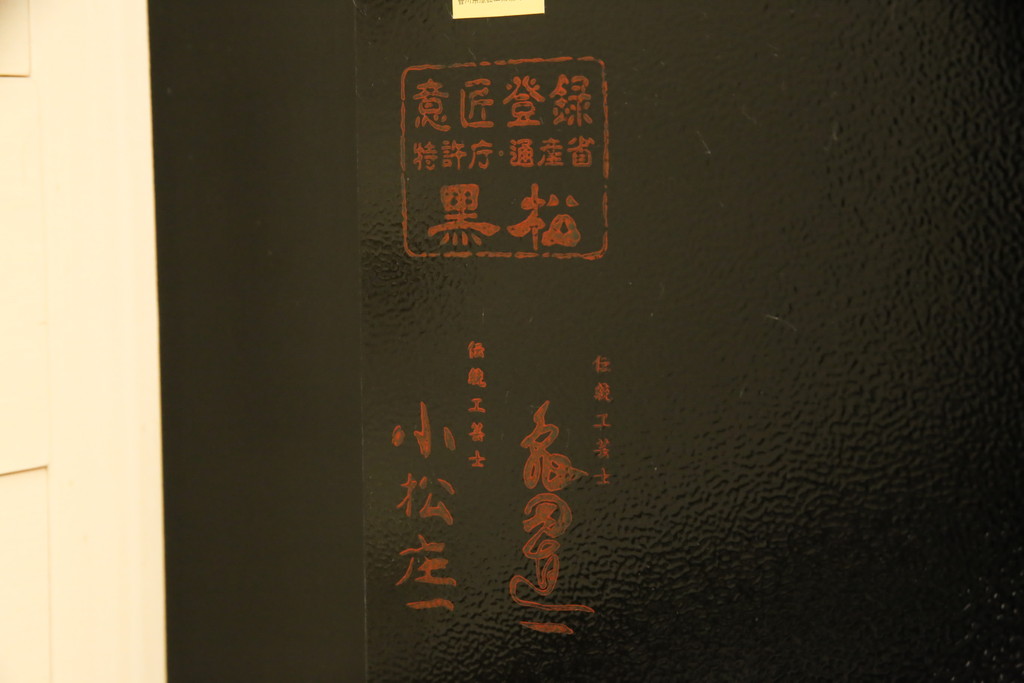 意匠登録
特許庁・通産省
黒松
伝統工芸士
伝統工芸士
小松庄一